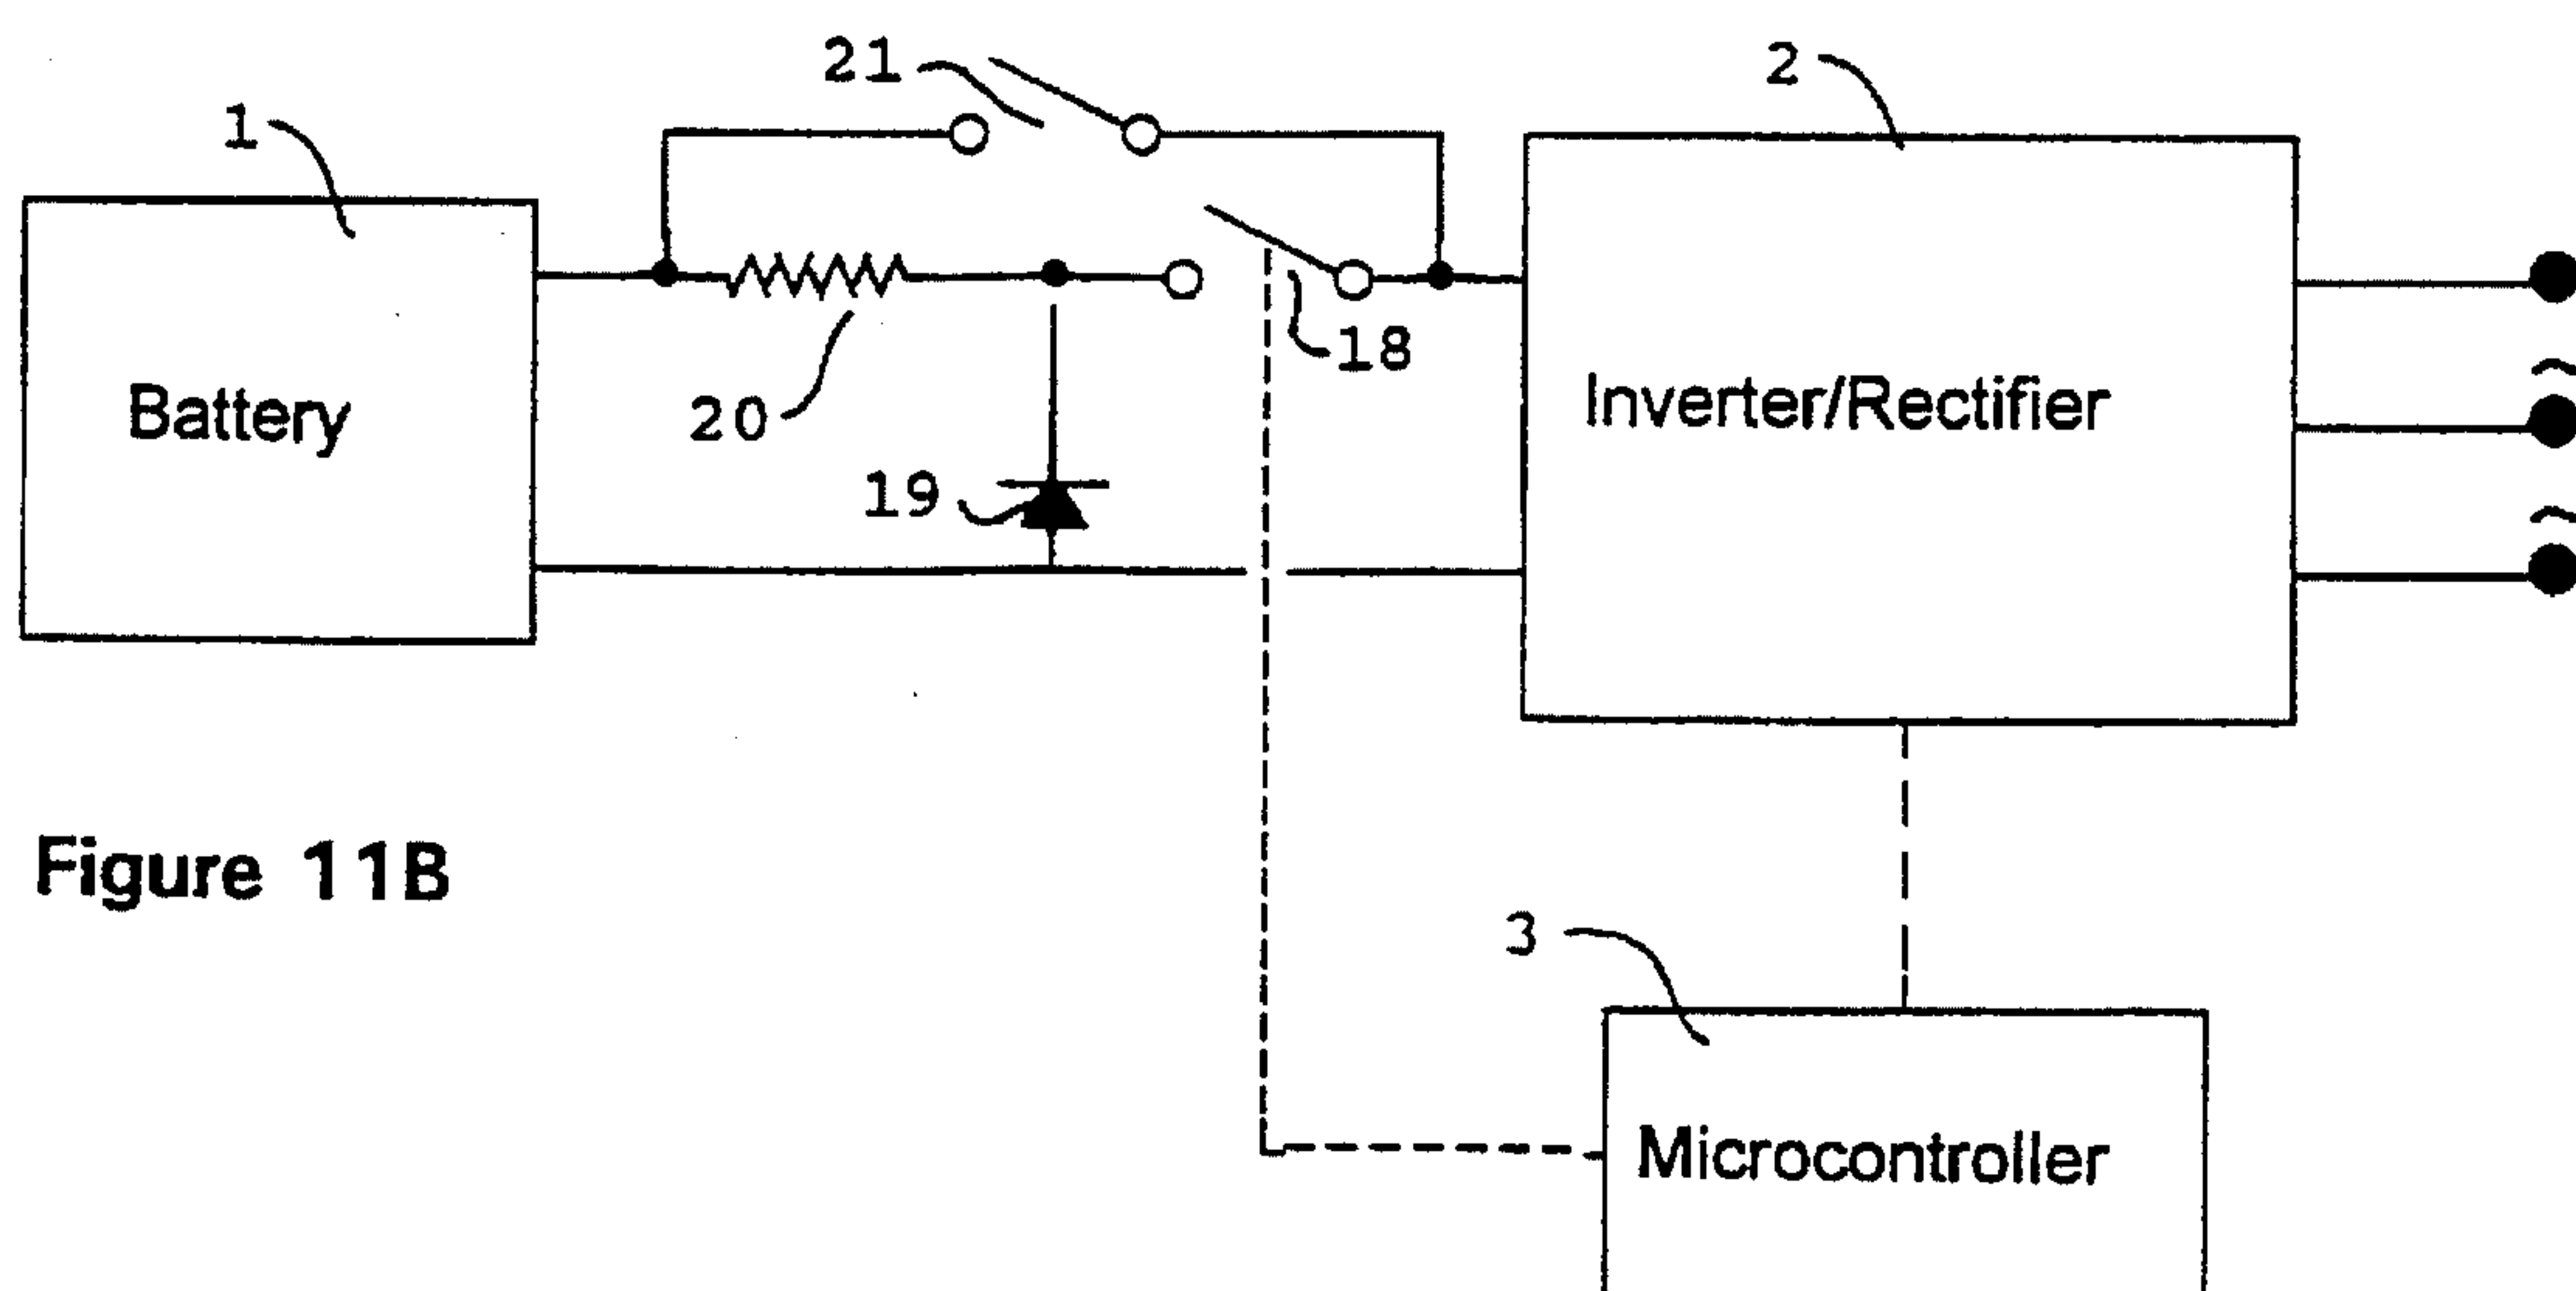 21
2
1
18
20
Battery
Inverter/Rectifier
19
Figure 11B
3
Microcontroller